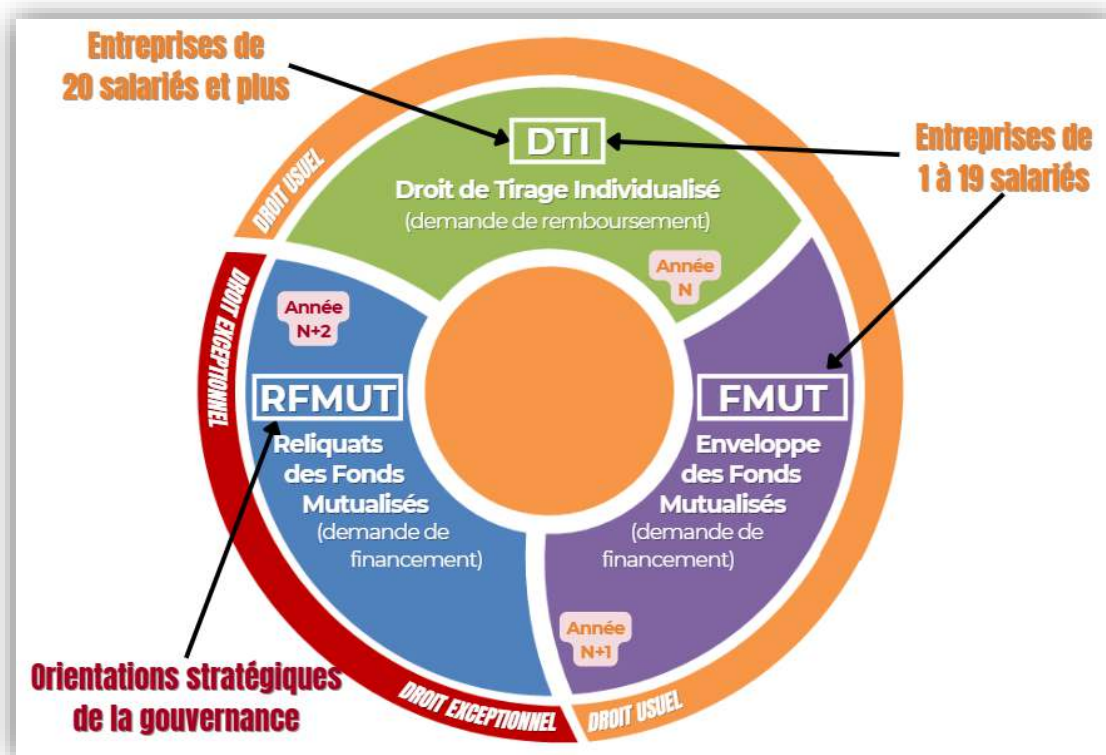 Entreprises de
20 salariés et plus
DTI
Droit de Tirage Individualisé
(demande de remboursement)
Entreprises de
1 à 19 salariés
DROIT USUEL
Année
N
DROIT EXCEPTIONNEL
Année
N+2
RFMUT
Reliquats
des Fonds
Mutualisés
(demande de
financement)
FMUT
Enveloppe
des Fonds
Mutualisés
(demande de
financement)
Année
N+1
Orientations stratégiques
de la gouvernance
DROIT EXCEPTIONNEL
DROIT USUEL